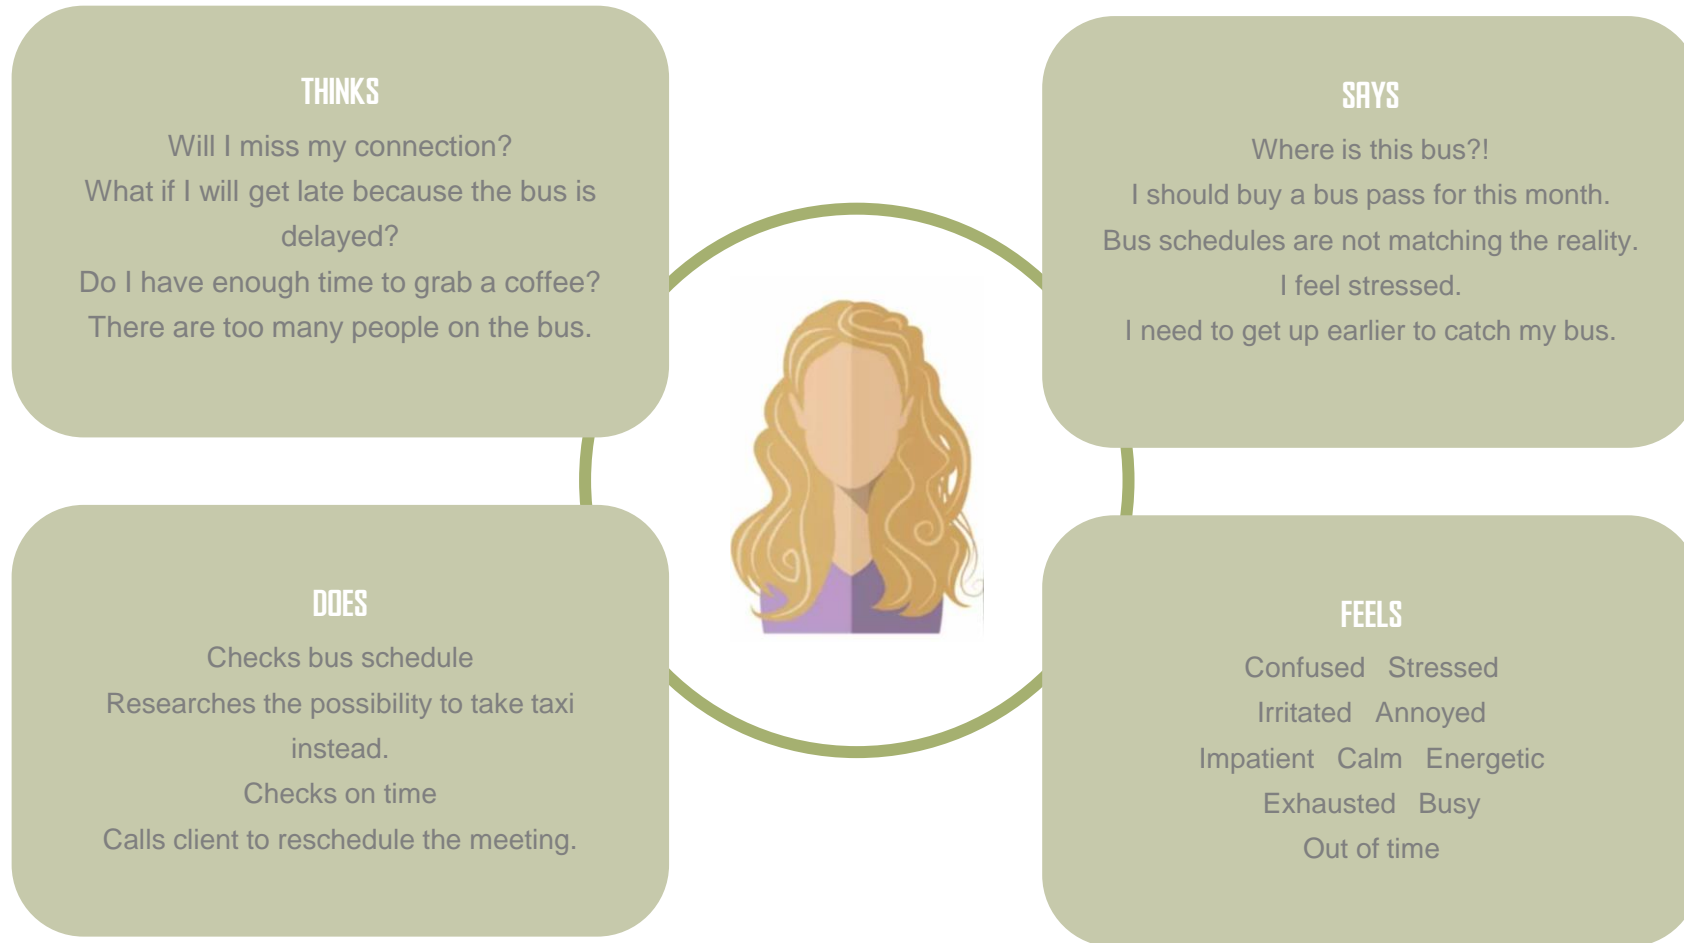 THINKS
Will I miss my connection?
What if I will get late because the bus is
delayed?
Do I have enough time to grab a coffee?
There are too many people on the bus.
SAYS
Where is this bus?!
I should buy a bus pass for this month.
Bus schedules are not matching the reality.
I feel stressed.
I need to get up earlier to catch my bus.
DOES
Checks bus schedule
Researches the possibility to take taxi
instead.
Checks on time
Calls client to reschedule the meeting.
FEELS
Confused Stressed
Irritated Annoyed
Impatient Calm Energetic
Exhausted Busy
Out of time